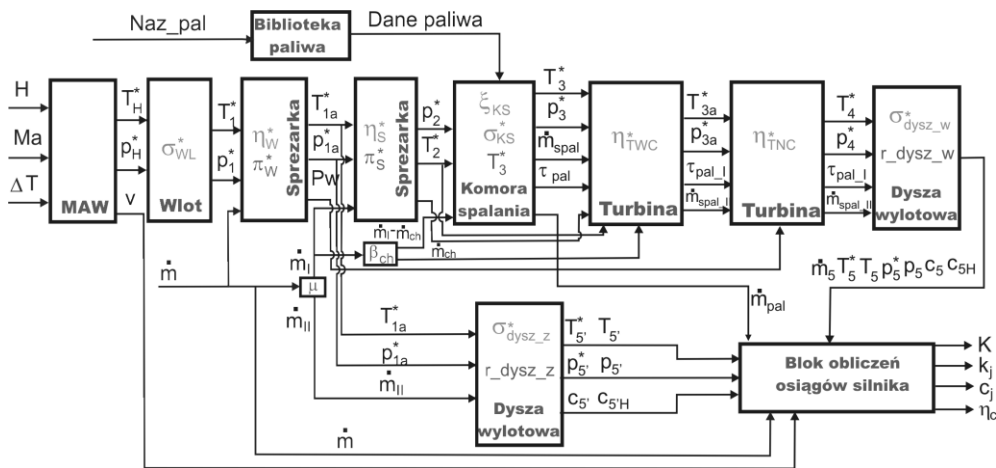 Naz_pal
Biblioteka
paliwa
Dane paliwa
H
Ma
ΔT
T*H
p*H
v
MAW
σ*WL
Wlot
T*1
p*1
η*W
π*W
Sprezarka
T*1a
p*1a
PW
η*S
π*S
Sprezarka
p*2
T*2
ξKS
σ*KS
T*3
Komora
spalania
T*3
p*3
ṁspal
τ pal
η*TWC
Turbina
T*3a
p*3a
τpal_I
ṁspal_I
η*TNC
Turbina
T*4
p*4
τpal_I
ṁspal_II
σ*dysz_w
r_dysz_w
Dysza
wylotowa
ṁI-ṁch
βch
ṁch
ṁ
μ
ṁI
ṁII
ṁpal
ṁ5 T*5 T5 p*5 p5 c5 c5H
T*1a
p*1a
ṁII
σ*dysz_z
r_dysz_z
Dysza
wylotowa
T*5' T5'
p*5' p5'
c5' c5'H
Blok obliczeń
osiągów silnika
K
kj
cj
ηc
ṁ